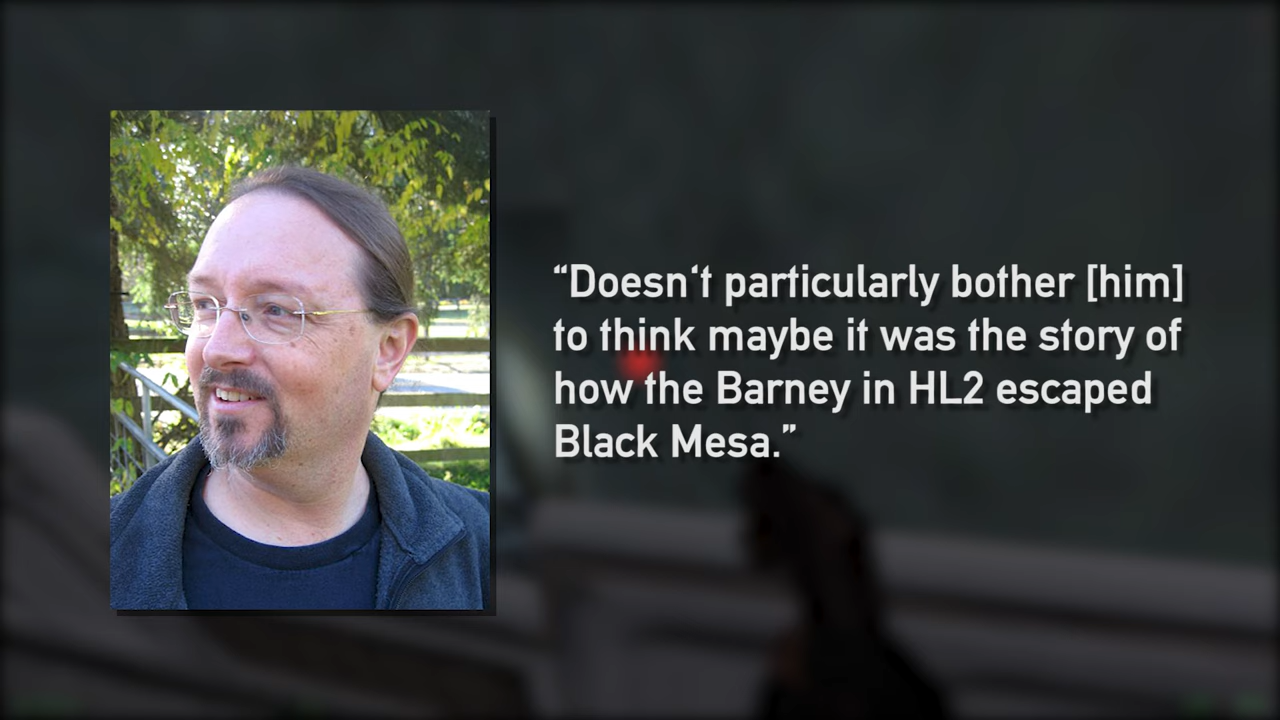 “Doesn‘t particularly bother [him]
to think maybe it was the story of
how the Barney in HL2 escaped
Black Mesa.”